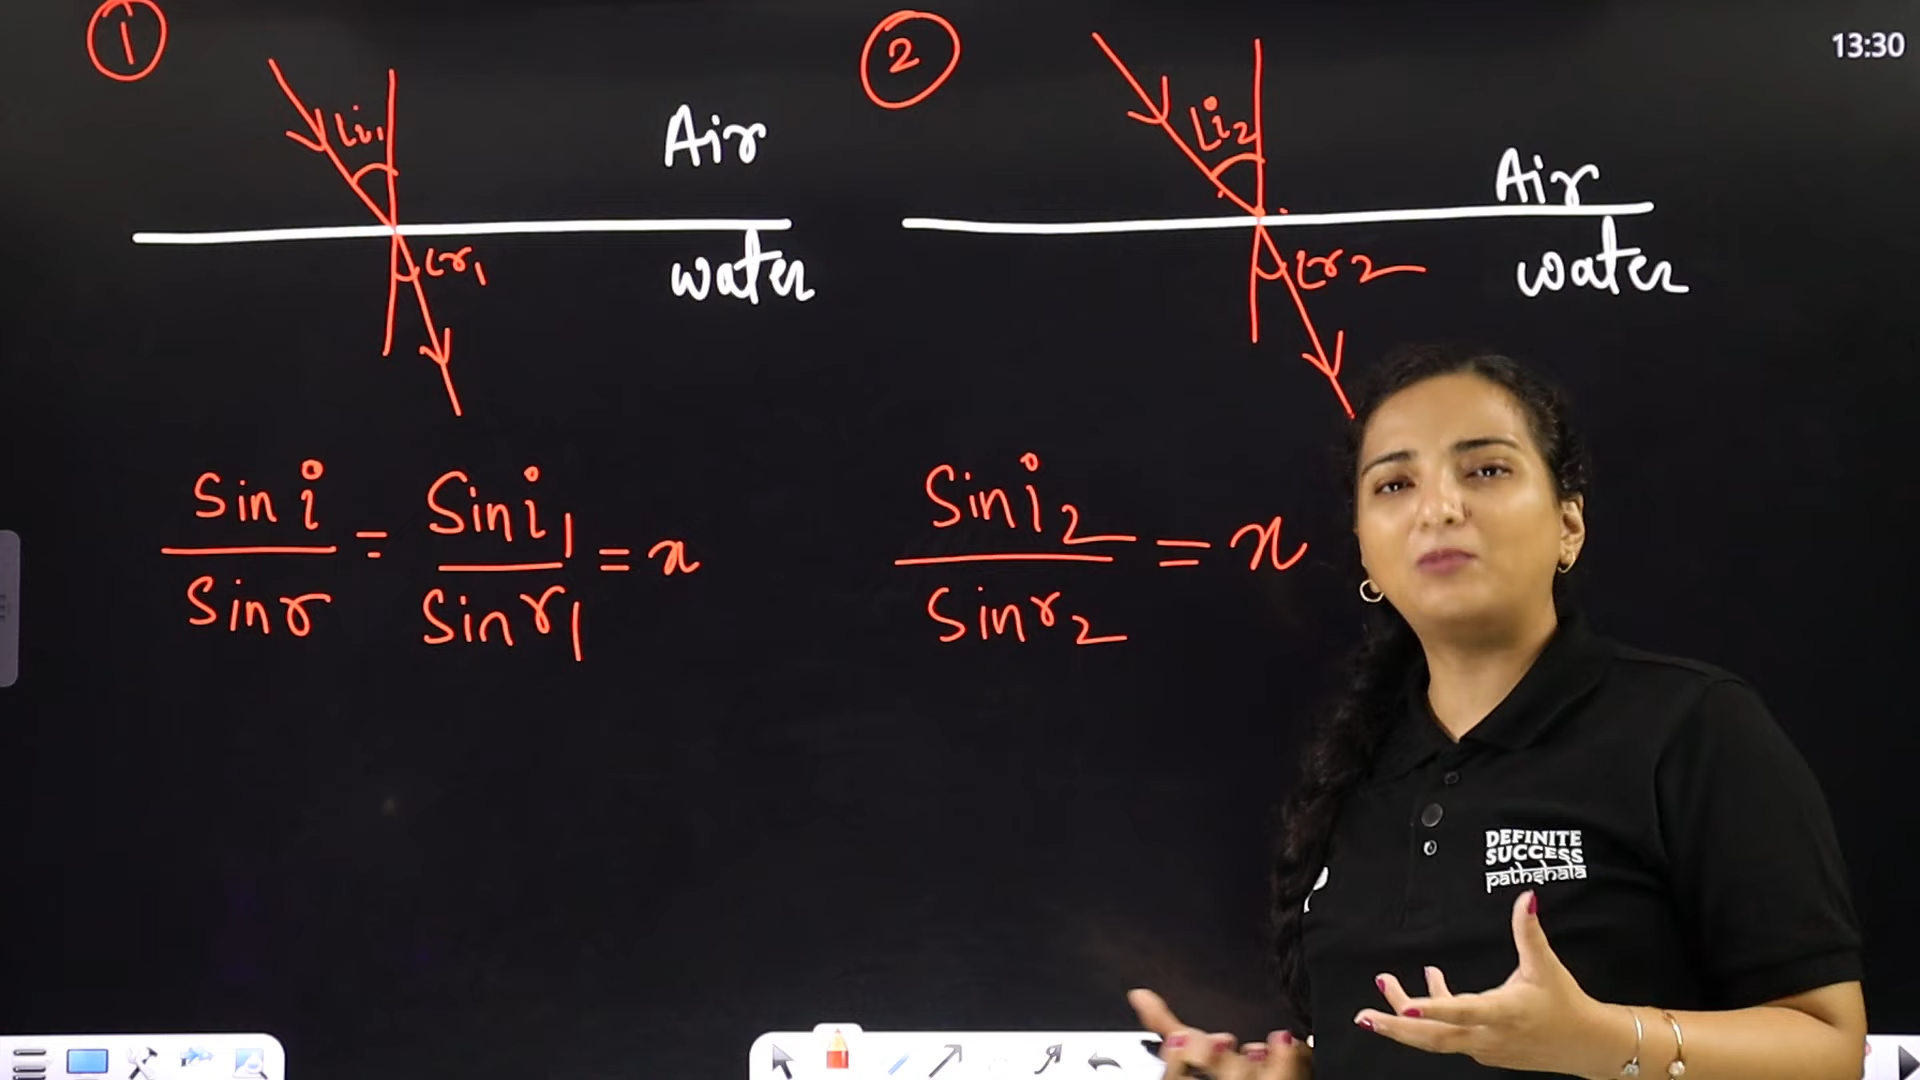 1
2
13:30
∠i₁
∠i₂
Air
Air
∠r₁
water
∠r₂
water
Sin i / Sin r = Sin i₁ / Sin r₁ = x
Sin i₂ / Sin r₂ = x
DEFINITE
SUCCESS
pathshala